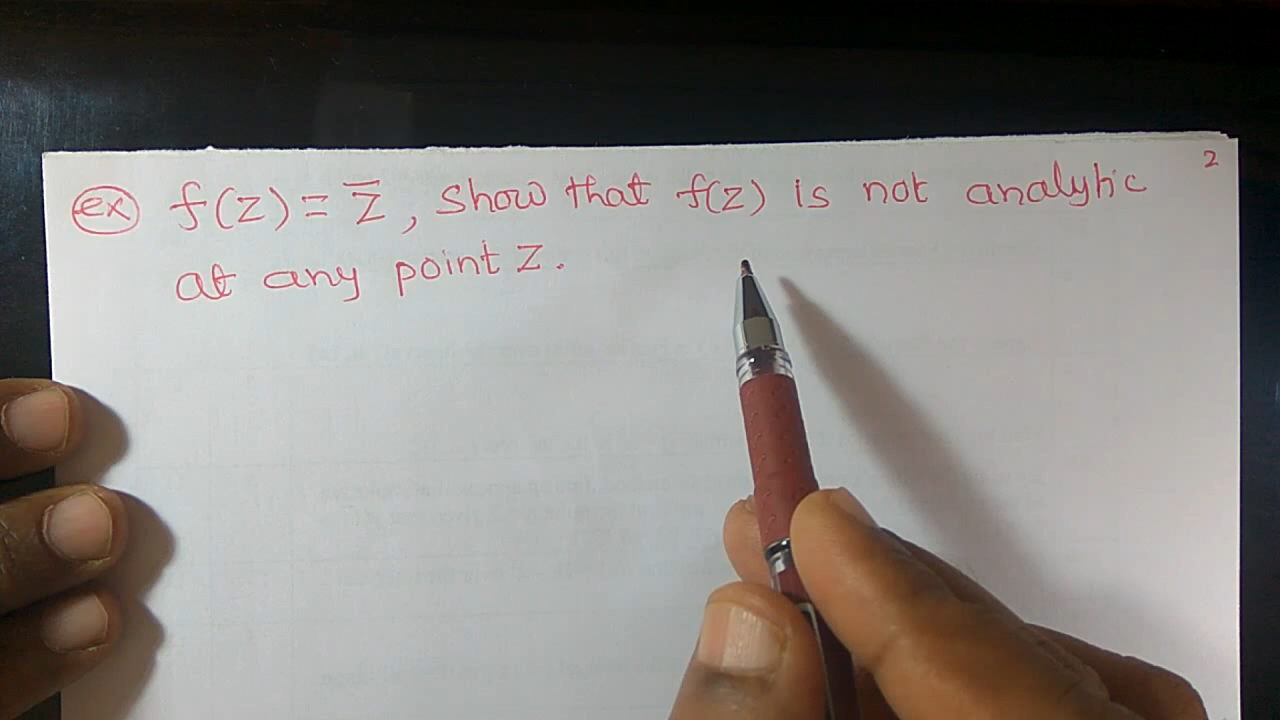 2
ex f(z) = z̅, show that f(z) is not analytic
at any point z.